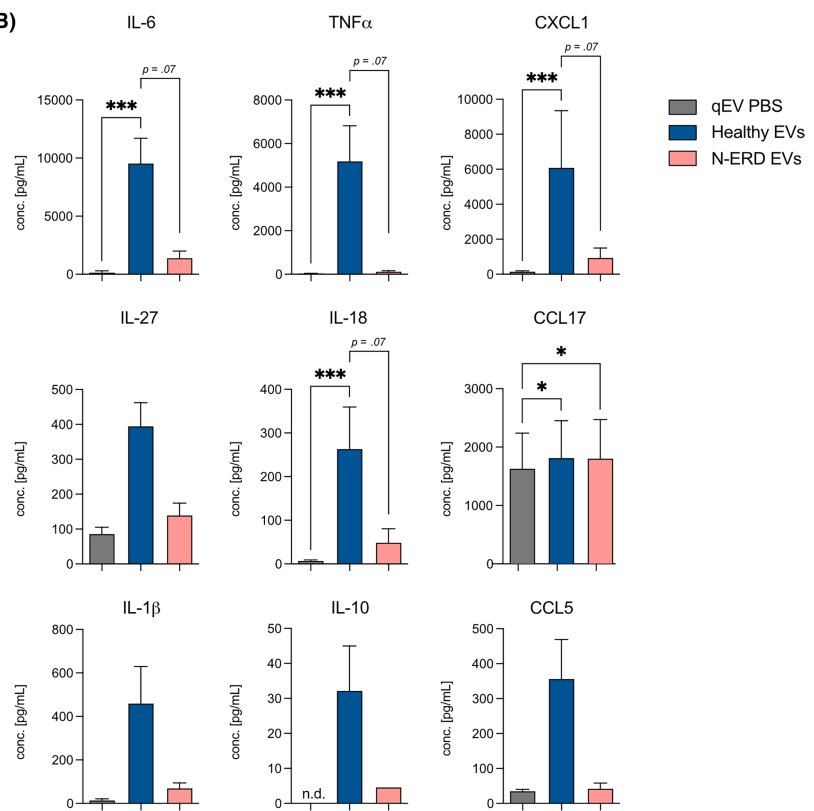 B)
IL-6
TNFα
CXCL1
p = .07
p = .07
p = .07
***
***
***
15000
10000
5000
0
conc. [pg/mL]
8000
6000
4000
2000
0
conc. [pg/mL]
10000
8000
6000
4000
2000
0
conc. [pg/mL]
qEV PBS
Healthy EVs
N-ERD EVs
IL-27
IL-18
CCL17
p = .07
***
*
*
500
400
300
200
100
0
conc. [pg/mL]
400
300
200
100
0
conc. [pg/mL]
3000
2000
1000
0
conc. [pg/mL]
IL-1β
IL-10
CCL5
800
600
400
200
0
conc. [pg/mL]
50
40
30
20
10
0
conc. [pg/mL]
n.d.
500
400
300
200
100
0
conc. [pg/mL]